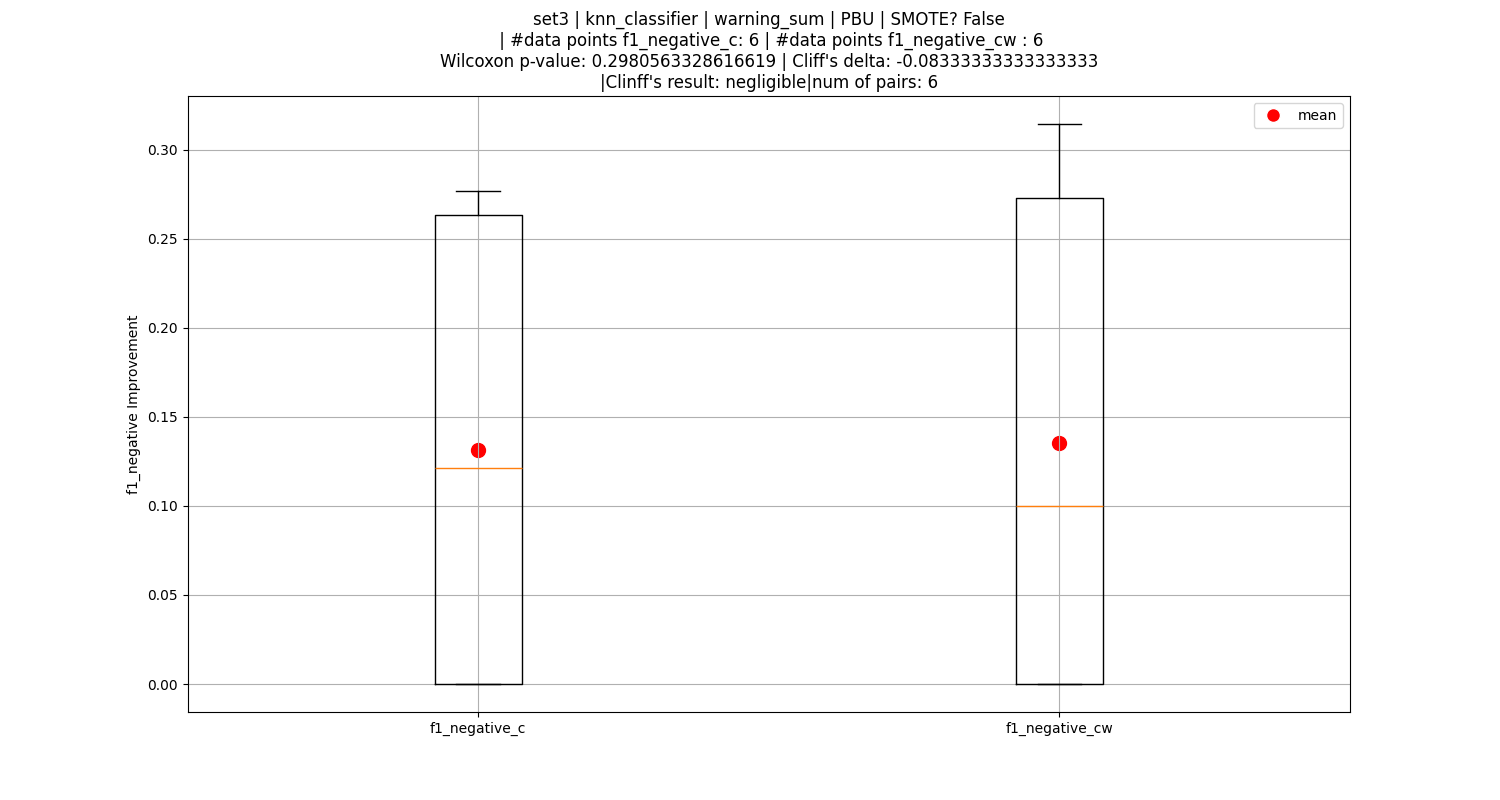 set3 | knn_classifier | warning_sum | PBU | SMOTE? False
| #data points f1_negative_c: 6 | #data points f1_negative_cw : 6
Wilcoxon p-value: 0.2980563328616619 | Cliff's delta: -0.08333333333333333
|Clinff's result: negligible|num of pairs: 6
mean
0.30
0.25
0.20
0.15
0.10
0.05
0.00
f1_negative Improvement
f1_negative_c
f1_negative_cw